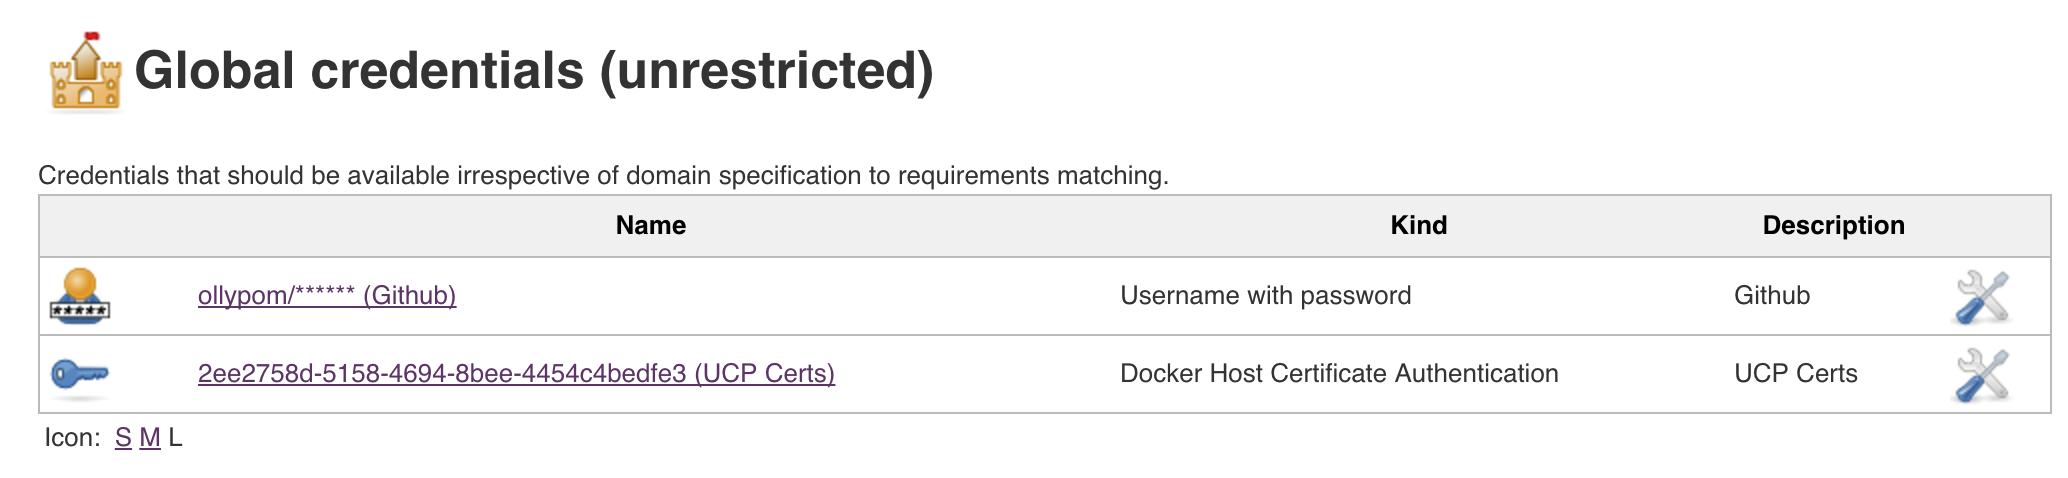 Global credentials (unrestricted)
Credentials that should be available irrespective of domain specification to requirements matching.
Name Kind Description
***** ollypom/****** (Github) Username with password Github
2ee2758d-5158-4694-8bee-4454c4bedfe3 (UCP Certs) Docker Host Certificate Authentication UCP Certs
Icon: S M L